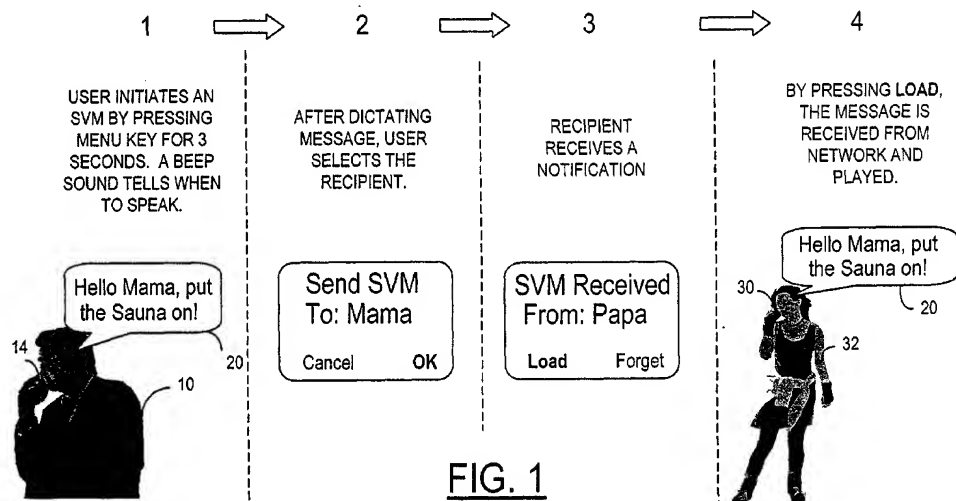 1
2
3
4
USER INITIATES AN
SVM BY PRESSING
MENU KEY FOR 3
SECONDS. A BEEP
SOUND TELLS WHEN
TO SPEAK.
AFTER DICTATING
MESSAGE, USER
SELECTS THE
RECIPIENT.
RECIPIENT
RECEIVES A
NOTIFICATION
BY PRESSING LOAD,
THE MESSAGE IS
RECEIVED FROM
NETWORK AND
PLAYED.
Hello Mama, put
the Sauna on!
14
20
10
Send SVM
To: Mama
Cancel OK
SVM Received
From: Papa
Load Forget
Hello Mama, put
the Sauna on!
30
20
32
FIG. 1